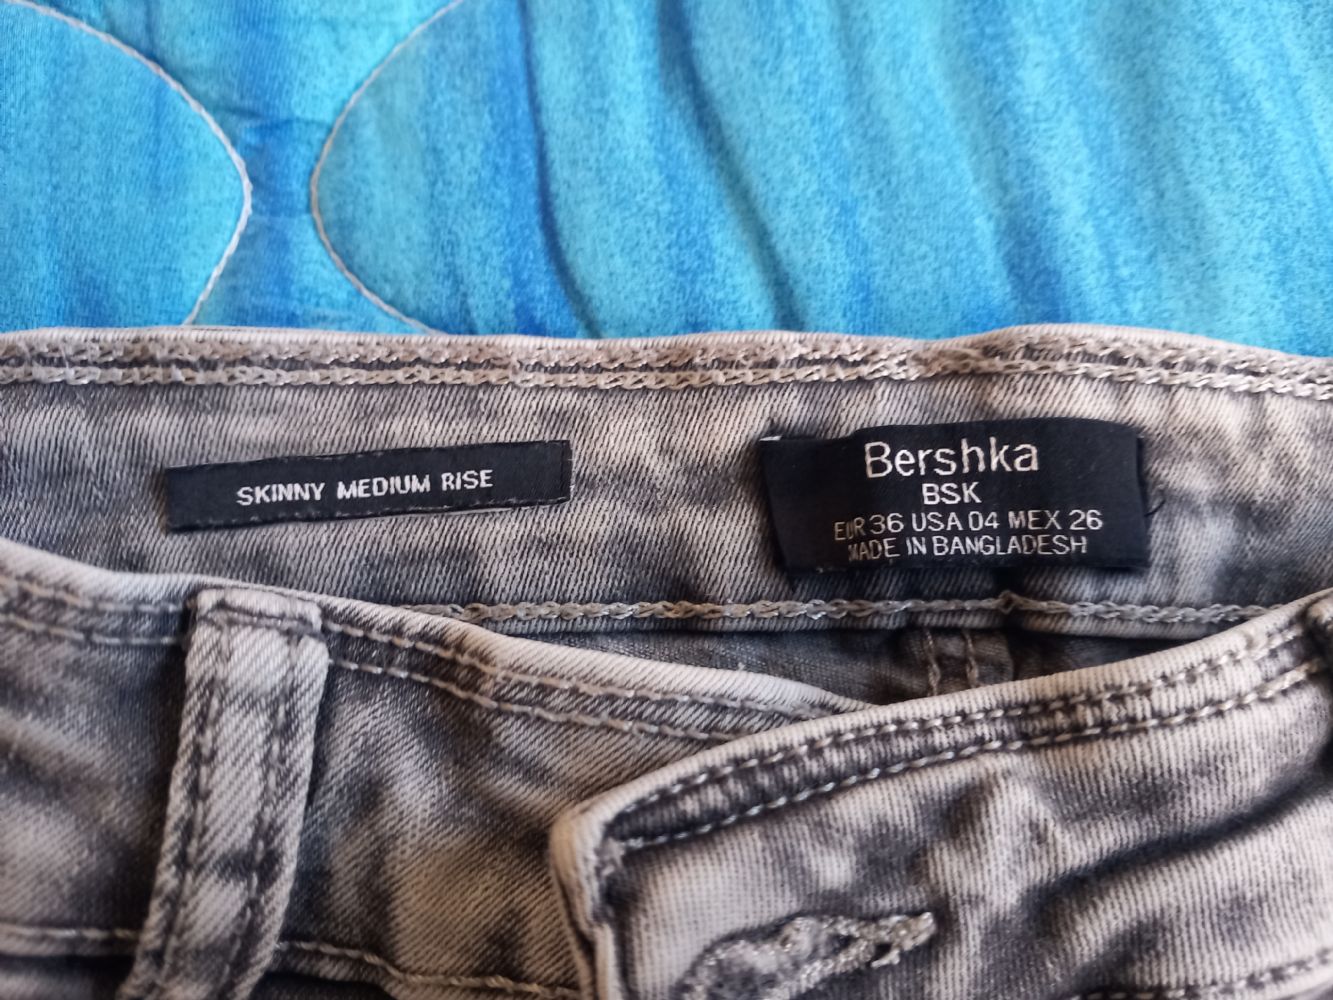 SKINNY MEDIUM RISE
Bershka
BSK
EUR 36 USA 04 MEX 26
MADE IN BANGLADESH